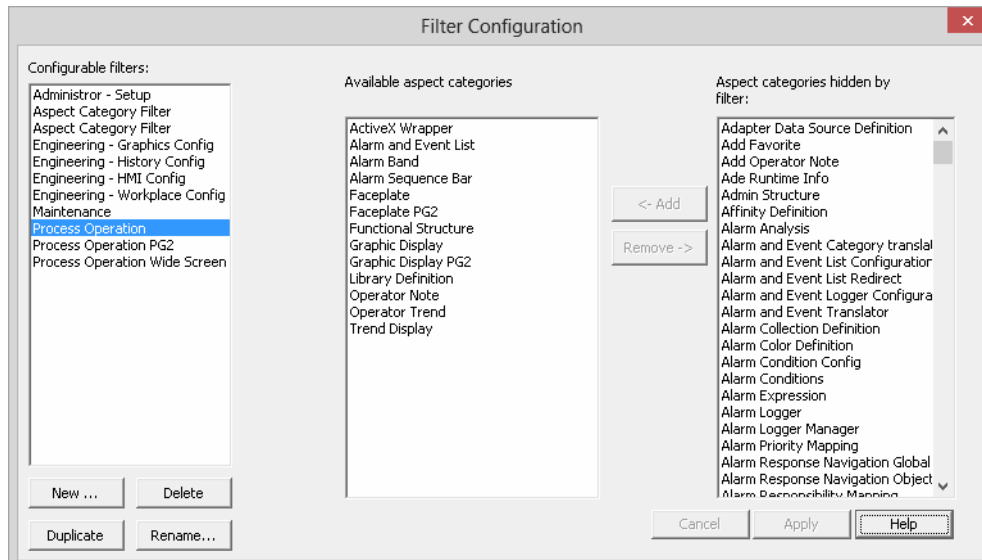 Filter Configuration
Configurable filters:
Administror - Setup
Aspect Category Filter
Aspect Category Filter
Engineering - Graphics Config
Engineering - History Config
Engineering - HMI Config
Engineering - Workplace Config
Maintenance
Process Operation
Process Operation PG2
Process Operation Wide Screen
New ...
Delete
Duplicate
Rename...
Available aspect categories
ActiveX Wrapper
Alarm and Event List
Alarm Band
Alarm Sequence Bar
Faceplate
Faceplate PG2
Functional Structure
Graphic Display
Graphic Display PG2
Library Definition
Operator Note
Operator Trend
Trend Display
<- Add
Remove ->
Aspect categories hidden by
filter:
Adapter Data Source Definition
Add Favorite
Add Operator Note
Ade Runtime Info
Admin Structure
Affinity Definition
Alarm Analysis
Alarm and Event Category translat
Alarm and Event List Configuration
Alarm and Event List Redirect
Alarm and Event Logger Configura
Alarm and Event Translator
Alarm Collection Definition
Alarm Color Definition
Alarm Condition Config
Alarm Conditions
Alarm Expression
Alarm Logger
Alarm Logger Manager
Alarm Priority Mapping
Alarm Response Navigation Global
Alarm Response Navigation Object
Alarm Responsibility Mapping
Cancel
Apply
Help